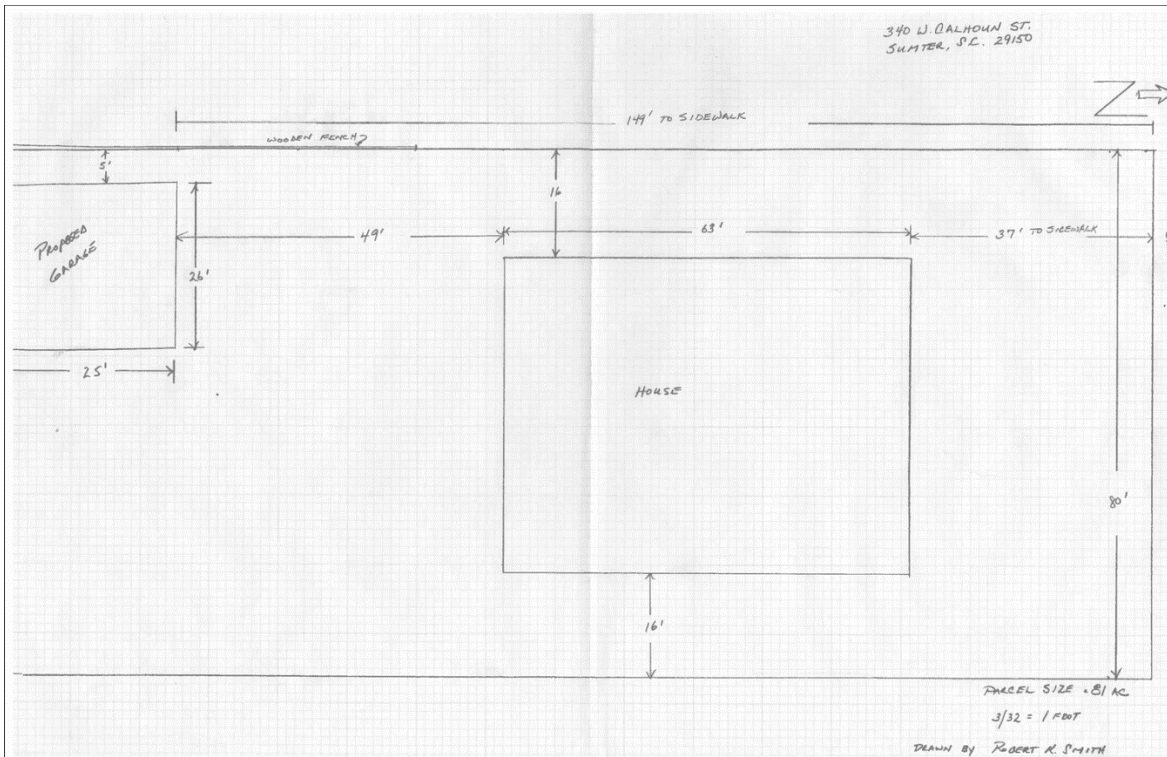 340 W. CALHOUN ST.
SUMTER, S.C. 29150
Z
149' TO SIDEWALK
WOODEN FENCE
5'
16
PROPOSED
GARAGE
49'
63'
37' TO SIDEWALK
26'
25'
HOUSE
80'
16'
PARCEL SIZE .81 AC
3/32 = 1 FOOT
DRAWN BY ROBERT K. SMITH